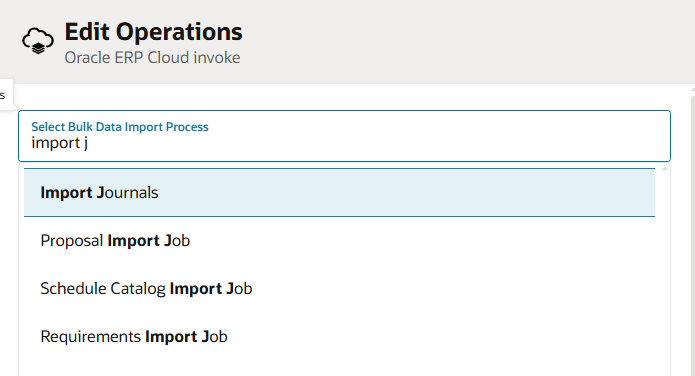 Edit Operations
Oracle ERP Cloud invoke
s
Select Bulk Data Import Process
import j
Import Journals
Proposal Import Job
Schedule Catalog Import Job
Requirements Import Job